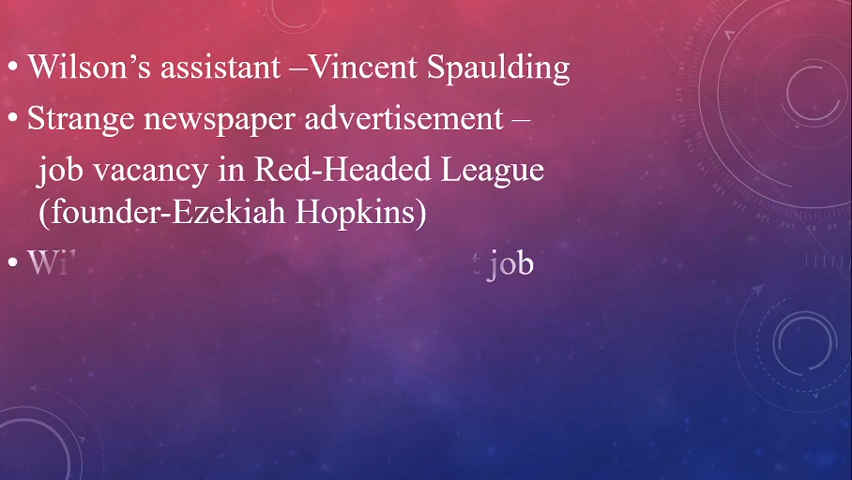 • Wilson’s assistant –Vincent Spaulding
• Strange newspaper advertisement –
job vacancy in Red-Headed League
(founder-Ezekiah Hopkins)
• job